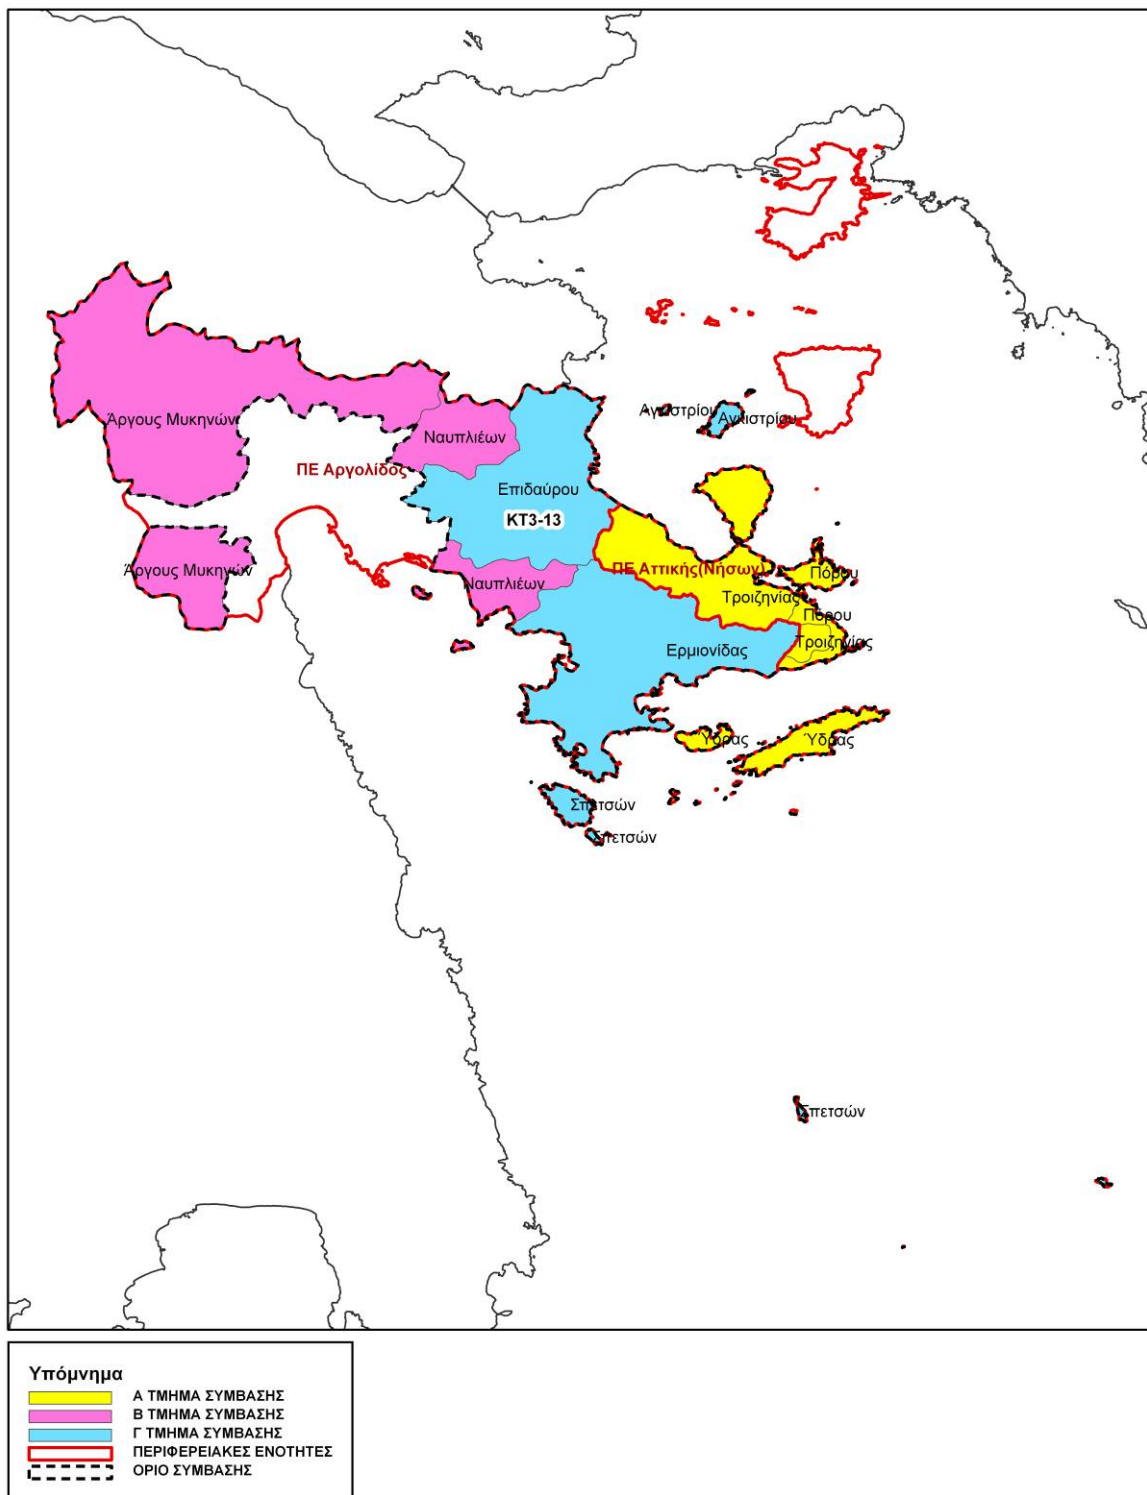 Αγκιστρίου
Αγκιστρίου
Άργους Μυκηνών
Ναυπλιέων
ΠΕ Αργολίδος
Επιδαύρου
ΚΤ3-13
Άργους Μυκηνών
Ναυπλιέων
ΠΕ Αττικής(Νήσων)
Πόρου
Τροιζηνίας
Πόρου
Τροιζηνίας
Ερμιονίδας
Ύδρας
Ύδρας
Σπετσών
Σπετσών
Σπετσών
Υπόμνημα
Α ΤΜΗΜΑ ΣΥΜΒΑΣΗΣ
Β ΤΜΗΜΑ ΣΥΜΒΑΣΗΣ
Γ ΤΜΗΜΑ ΣΥΜΒΑΣΗΣ
ΠΕΡΙΦΕΡΕΙΑΚΕΣ ΕΝΟΤΗΤΕΣ
ΟΡΙΟ ΣΥΜΒΑΣΗΣ